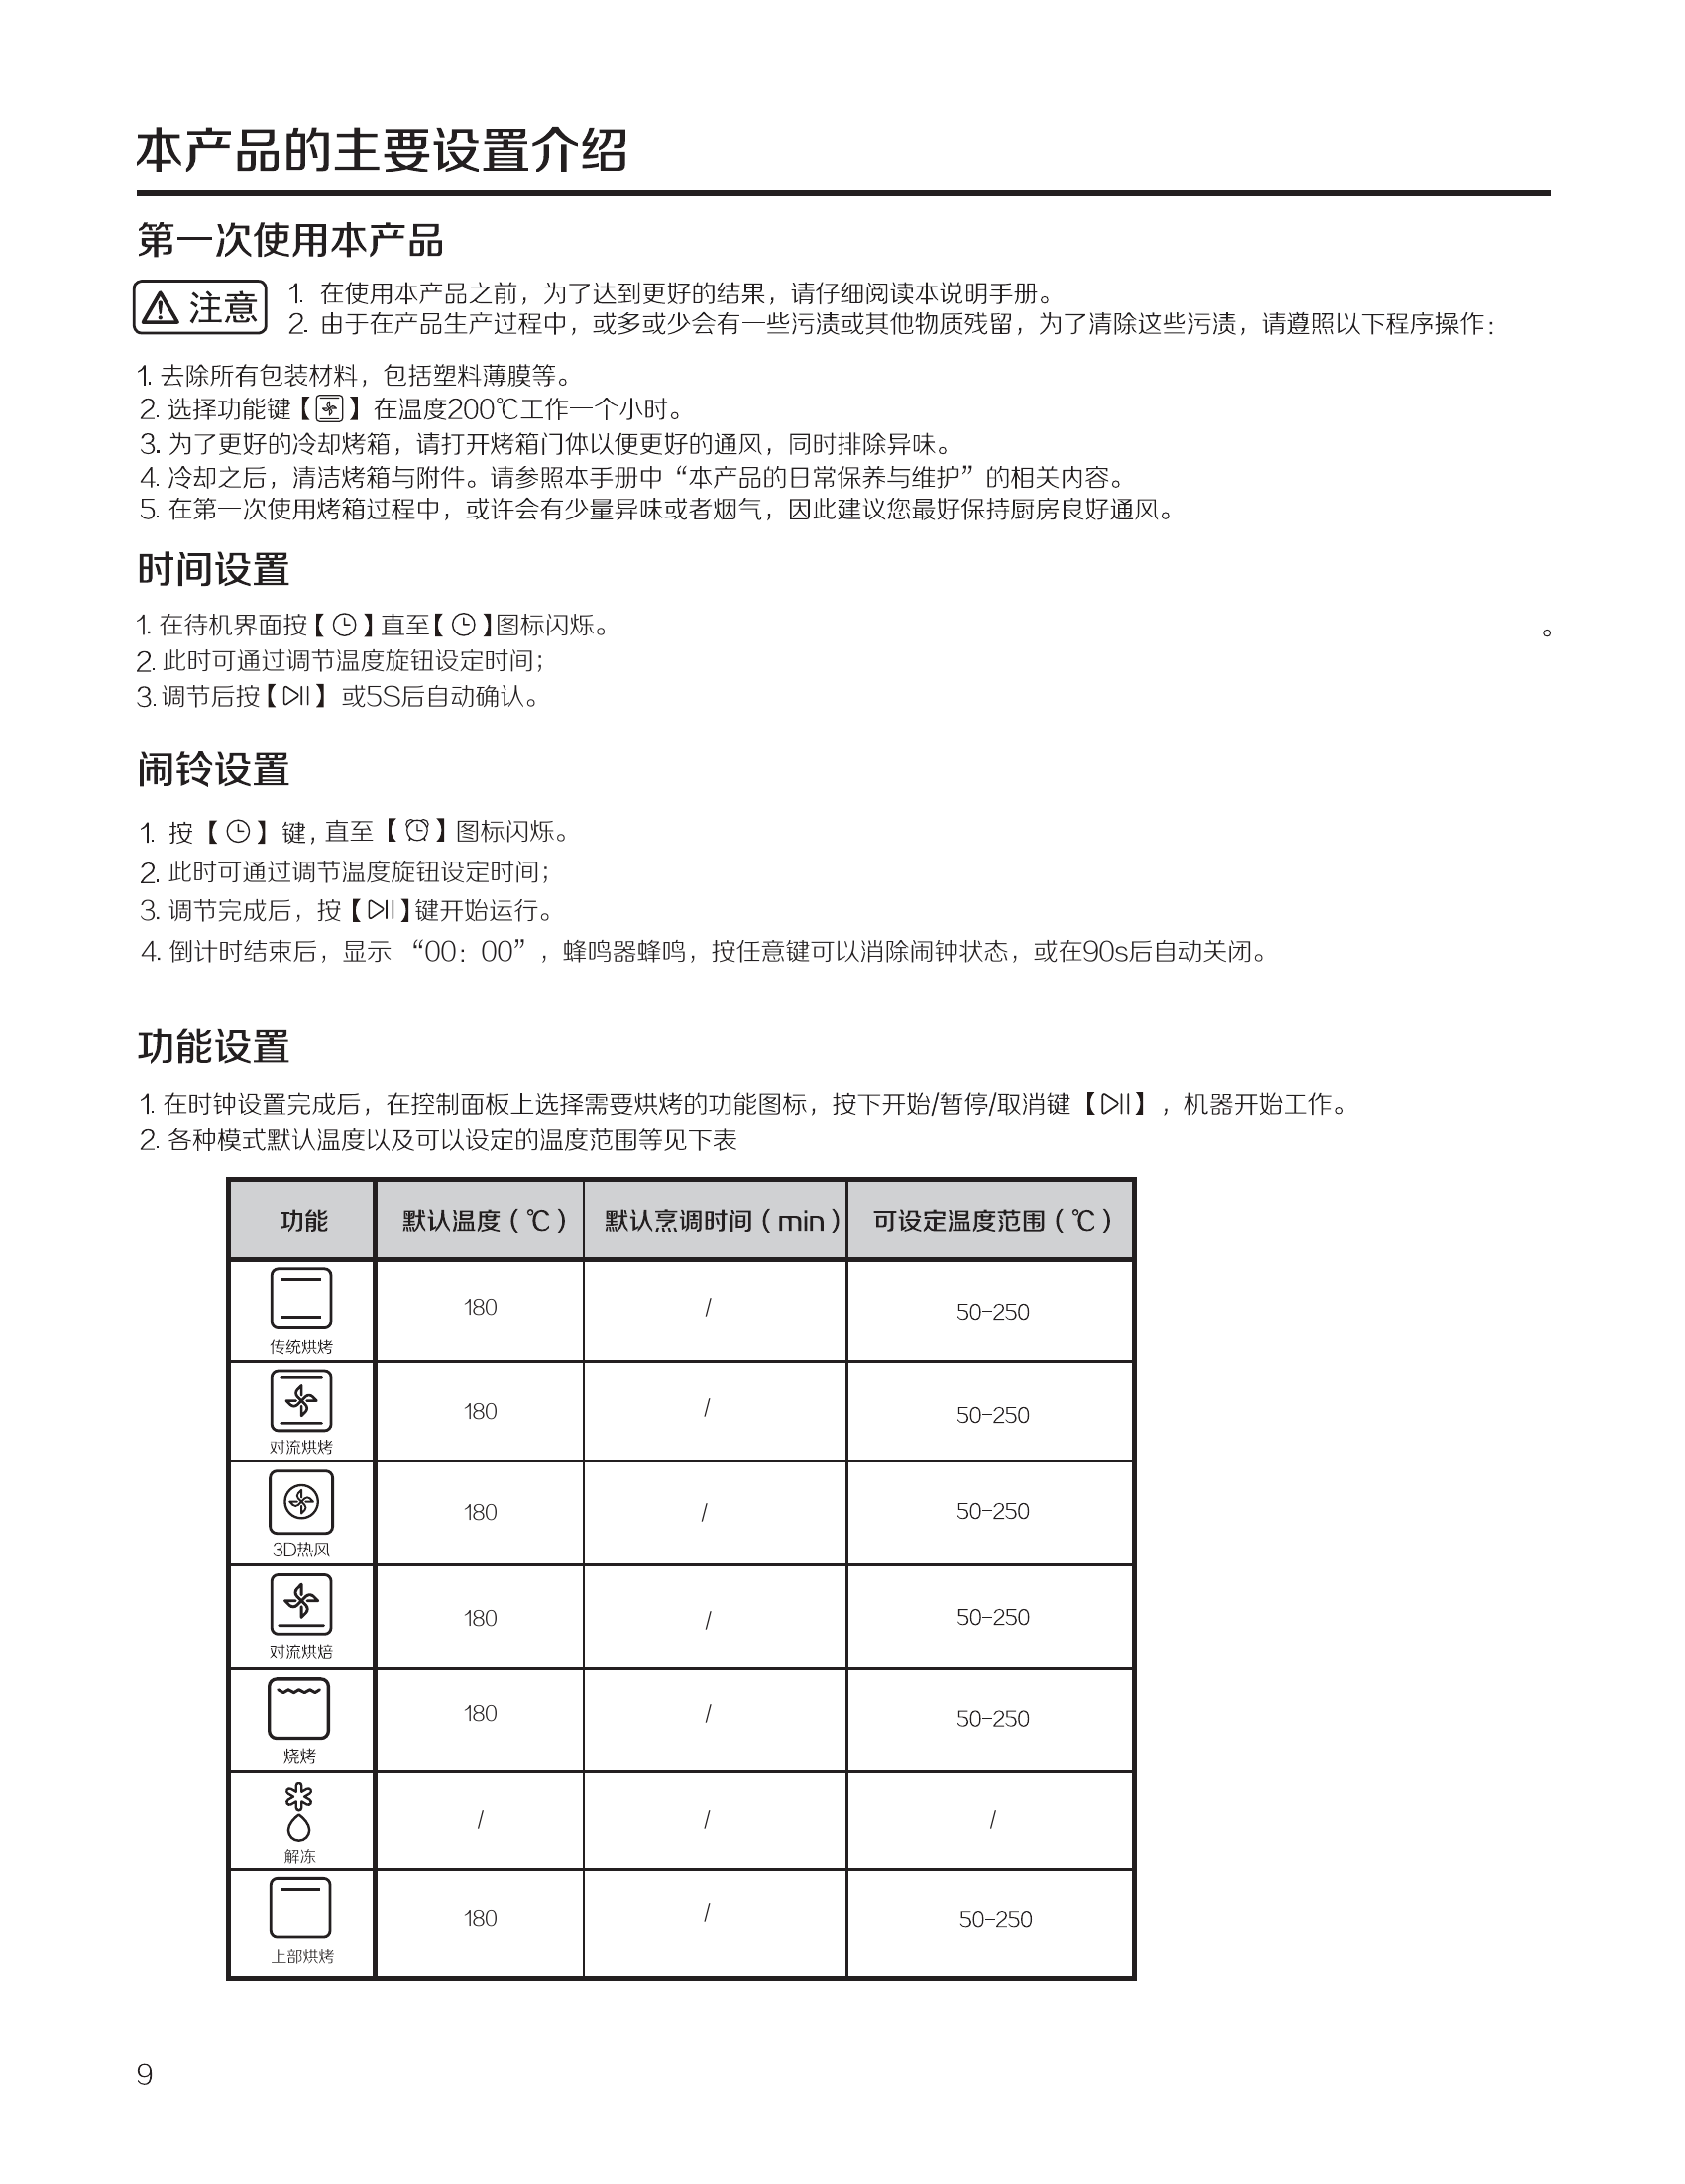 本产品的主要设置介绍
第一次使用本产品
注意
1. 在使用本产品之前，为了达到更好的结果，请仔细阅读本说明手册。
2. 由于在产品生产过程中，或多或少会有一些污渍或其他物质残留，为了清除这些污渍，请遵照以下程序操作：
1. 去除所有包装材料，包括塑料薄膜等。
2. 选择功能键【】在温度200℃工作一个小时。
3. 为了更好的冷却烤箱，请打开烤箱门体以便更好的通风，同时排除异味。
4. 冷却之后，清洁烤箱与附件。请参照本手册中“本产品的日常保养与维护”的相关内容。
5. 在第一次使用烤箱过程中，或许会有少量异味或者烟气，因此建议您最好保持厨房良好通风。
时间设置
1. 在待机界面按【】直至【】图标闪烁。
。
2. 此时可通过调节温度旋钮设定时间；
3. 调节后按【】或5S后自动确认。
闹铃设置
1. 按【】键，直至【】图标闪烁。
2. 此时可通过调节温度旋钮设定时间；
3. 调节完成后，按【】键开始运行。
4. 倒计时结束后，显示 “00：00”，蜂鸣器蜂鸣，按任意键可以消除闹钟状态，或在90s后自动关闭。
功能设置
1. 在时钟设置完成后，在控制面板上选择需要烘烤的功能图标，按下开始/暂停/取消键【】，机器开始工作。
2. 各种模式默认温度以及可以设定的温度范围等见下表
功能 默认温度（℃） 默认烹调时间（min） 可设定温度范围（℃）
传统烘烤 180 / 50-250
对流烘烤 180 / 50-250
3D热风 180 / 50-250
对流烘焙 180 / 50-250
烧烤 180 / 50-250
解冻 / / /
上部烘烤 180 / 50-250
9